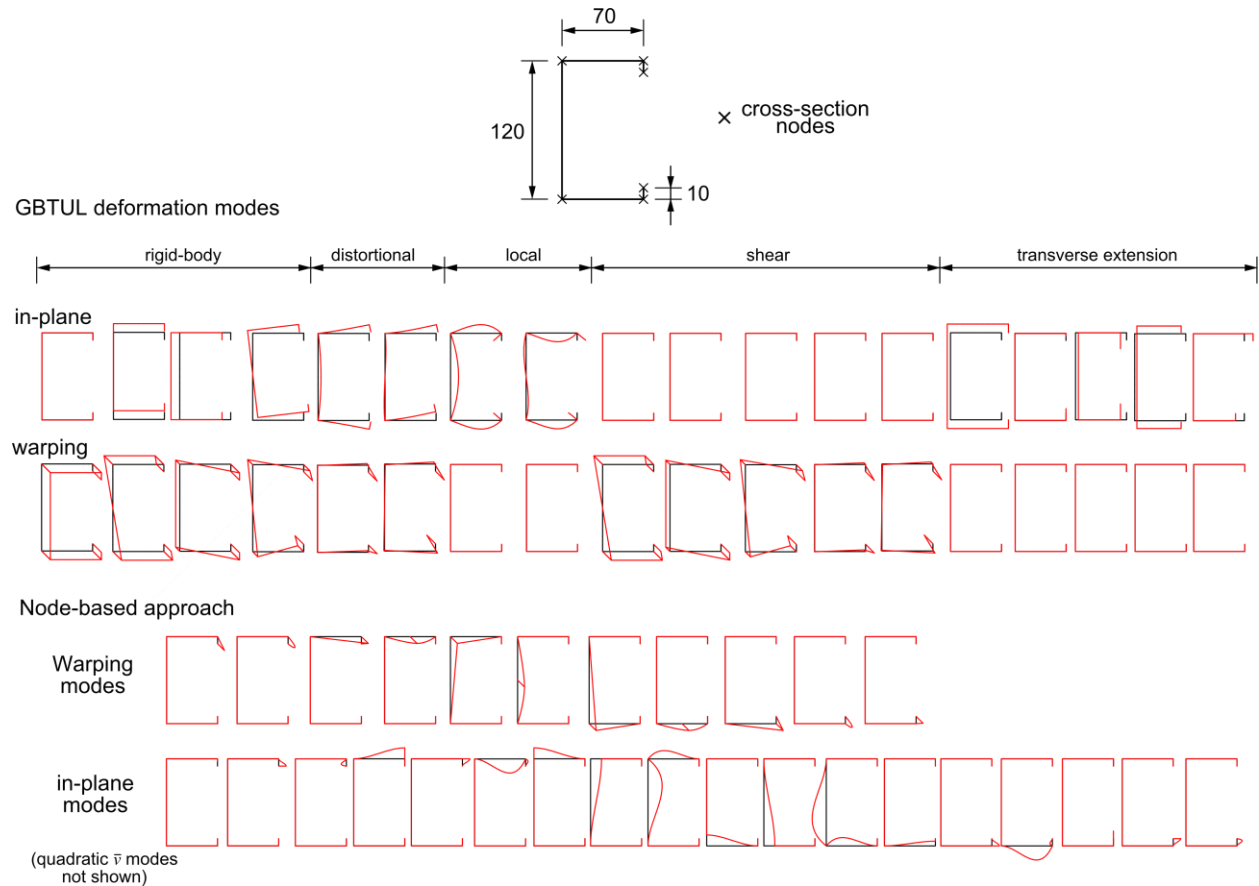 70
120
× cross-section
nodes
10
GBTUL deformation modes
rigid-body
distortional
local
shear
transverse extension
in-plane
warping
Node-based approach
Warping
modes
in-plane
modes
(quadratic v̅ modes
not shown)